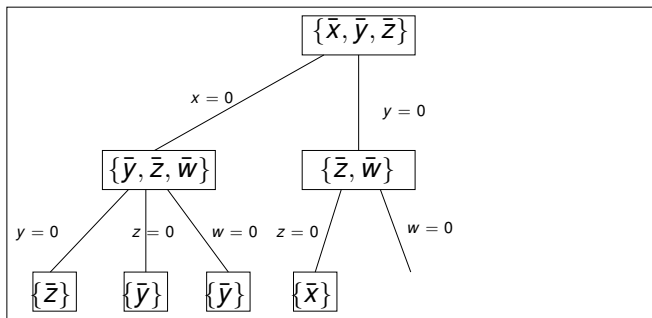 {x̄, ȳ, z̄}
x = 0
y = 0
{ȳ, z̄, w̄}
{z̄, w̄}
y = 0
z = 0
w = 0
z = 0
w = 0
{z̄}
{ȳ}
{ȳ}
{x̄}